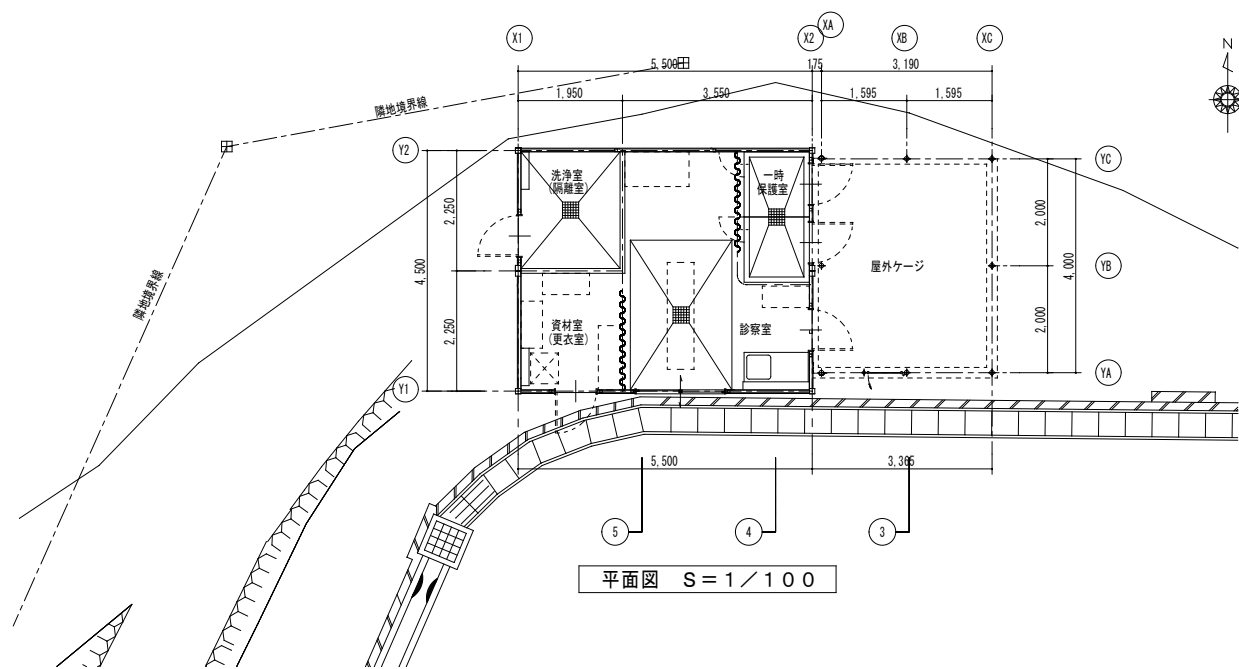 X1
X2
XA
XB
XC
N
5,500
175
3,190
1,950
3,550
1,595
1,595
隣地境界線
隣地境界線
Y2
Y1
YC
YB
YA
2,250
2,250
4,500
2,000
2,000
4,000
洗浄室
(隔離室)
一時
保護室
屋外ケージ
資材室
(更衣室)
診察室
5,500
3,365
5
4
3
平面図 S=1/100